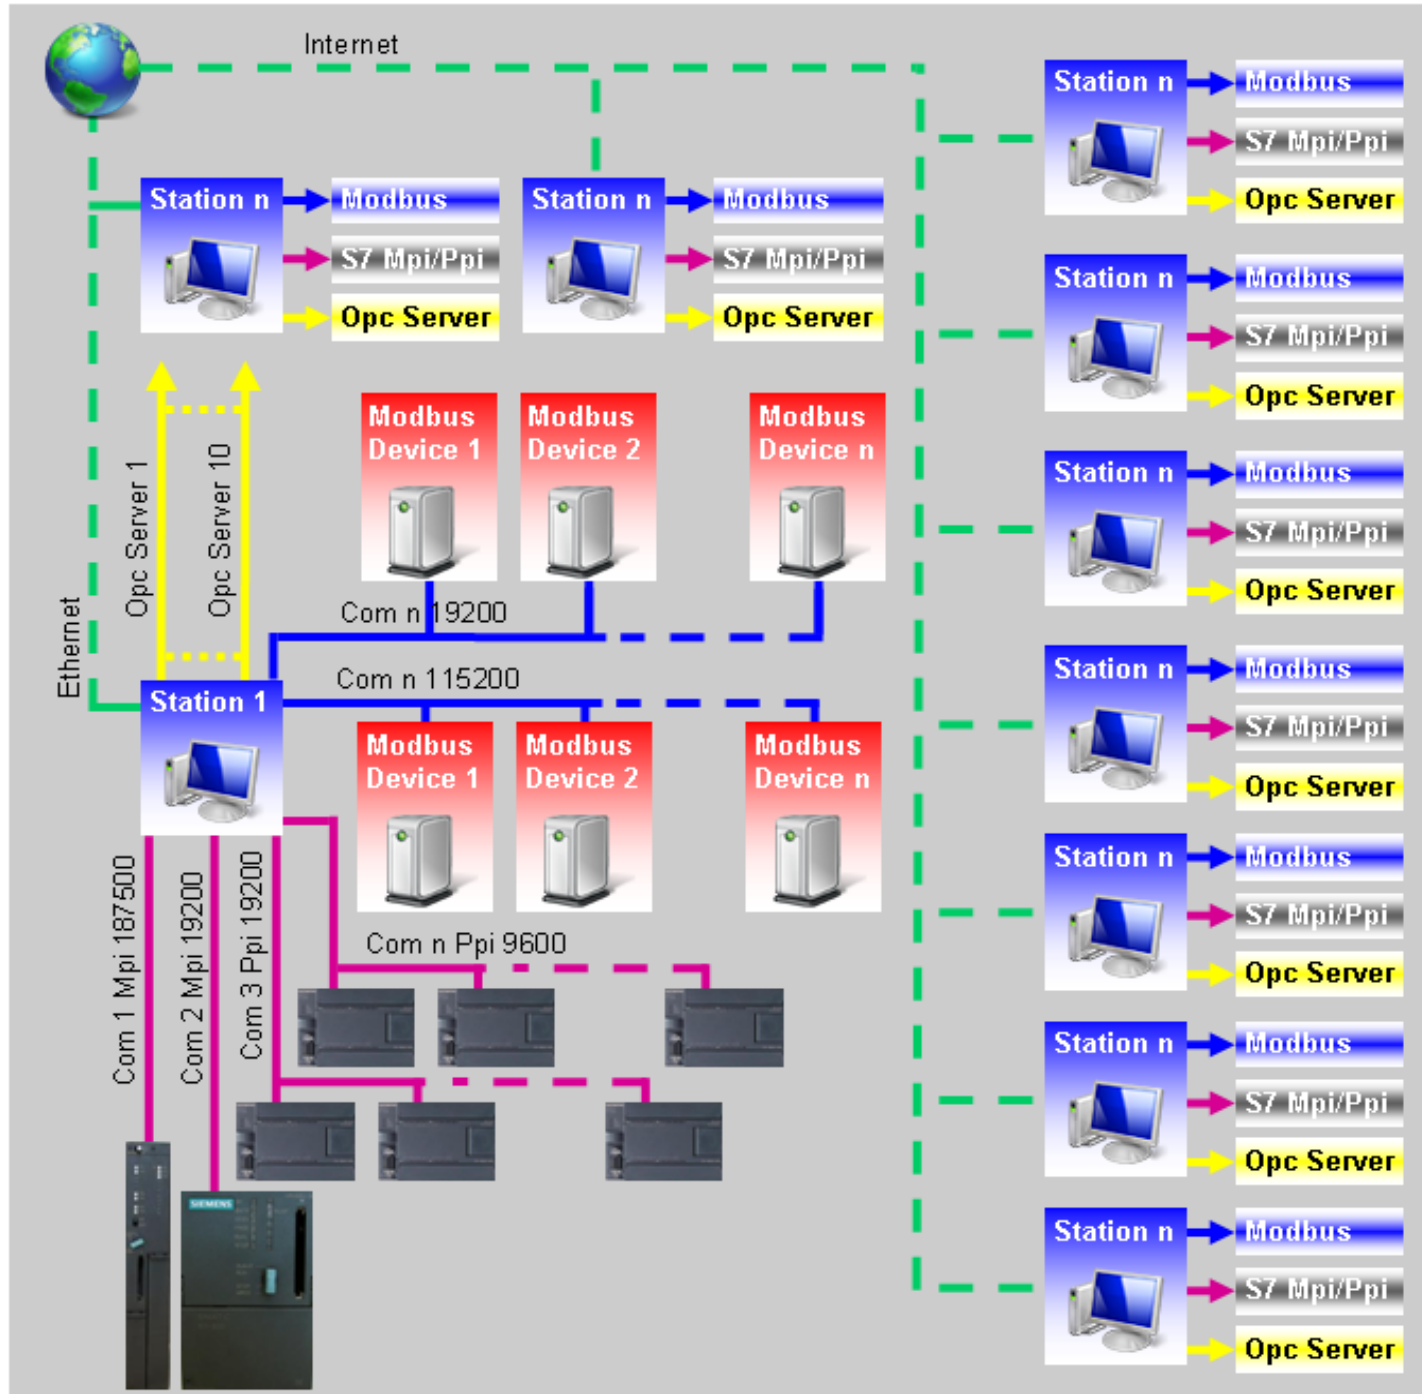 Internet
Station n
Modbus
S7 Mpi/Ppi
Opc Server
Station n
Modbus
S7 Mpi/Ppi
Opc Server
Opc Server 1
Opc Server 10
Ethernet
Modbus
Device 1
Modbus
Device 2
Modbus
Device n
Com n 19200
Com n 115200
Station 1
Modbus
Device 1
Modbus
Device 2
Modbus
Device n
Com 1 Mpi 187500
Com 2 Mpi 19200
Com 3 Ppi 19200
Com n Ppi 9600
SIEMENS
Station n
Modbus
S7 Mpi/Ppi
Opc Server
Station n
Modbus
S7 Mpi/Ppi
Opc Server
Station n
Modbus
S7 Mpi/Ppi
Opc Server
Station n
Modbus
S7 Mpi/Ppi
Opc Server
Station n
Modbus
S7 Mpi/Ppi
Opc Server
Station n
Modbus
S7 Mpi/Ppi
Opc Server
Station n
Modbus
S7 Mpi/Ppi
Opc Server